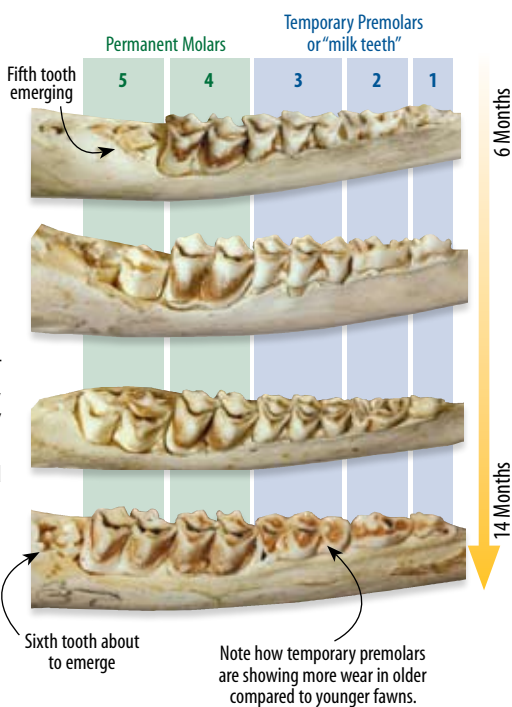 Temporary Premolars
or “milk teeth”
Permanent Molars
5
4
3
2
1
Fifth tooth
emerging
6 Months
14 Months
Sixth tooth about
to emerge
Note how temporary premolars
are showing more wear in older
compared to younger fawns.